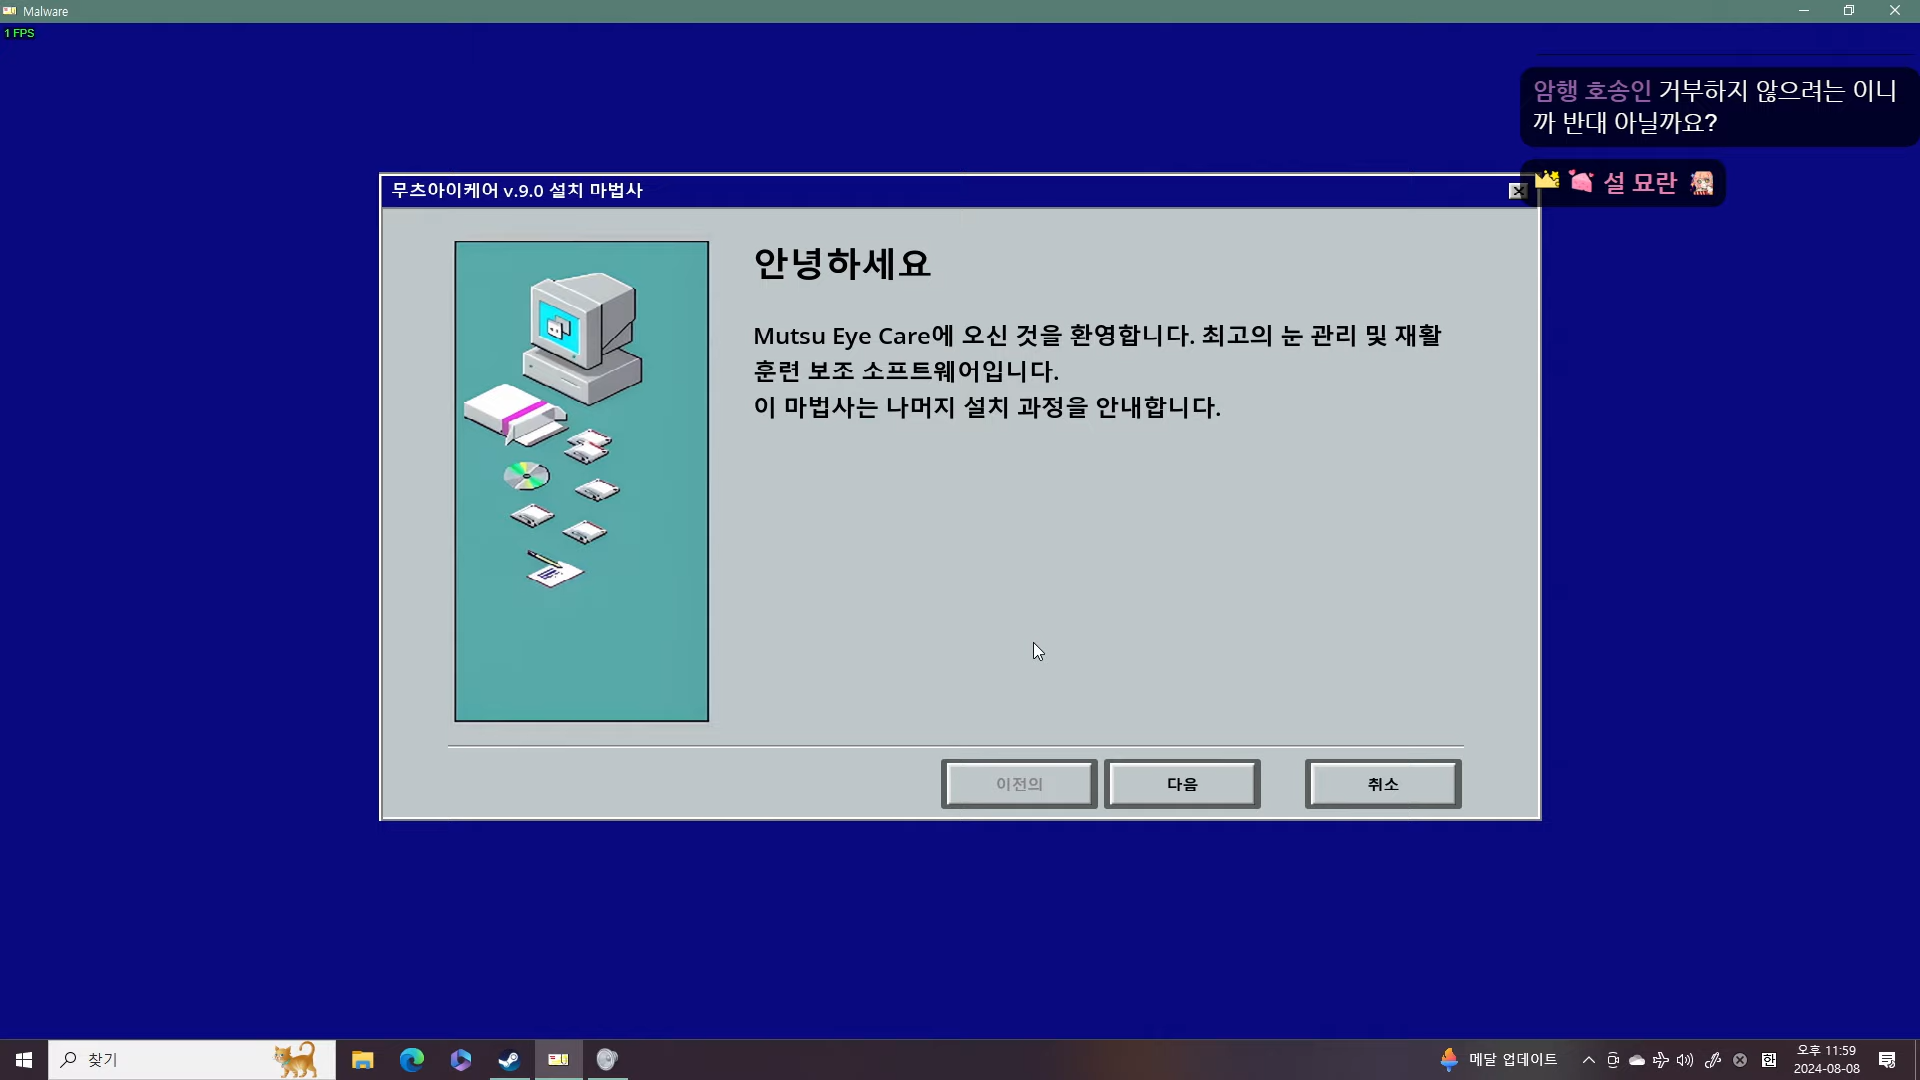 Malware
1 FPS
암행 호송인 거부하지 않으려는 이니
까 반대 아닐까요?
설 묘란
무츠아이케어 v.9.0 설치 마법사
안녕하세요
Mutsu Eye Care에 오신 것을 환영합니다. 최고의 눈 관리 및 재활
훈련 보조 소프트웨어입니다.
이 마법사는 나머지 설치 과정을 안내합니다.
이전의
다음
취소
찾기
메달 업데이트
한
오후 11:59
2024-08-08